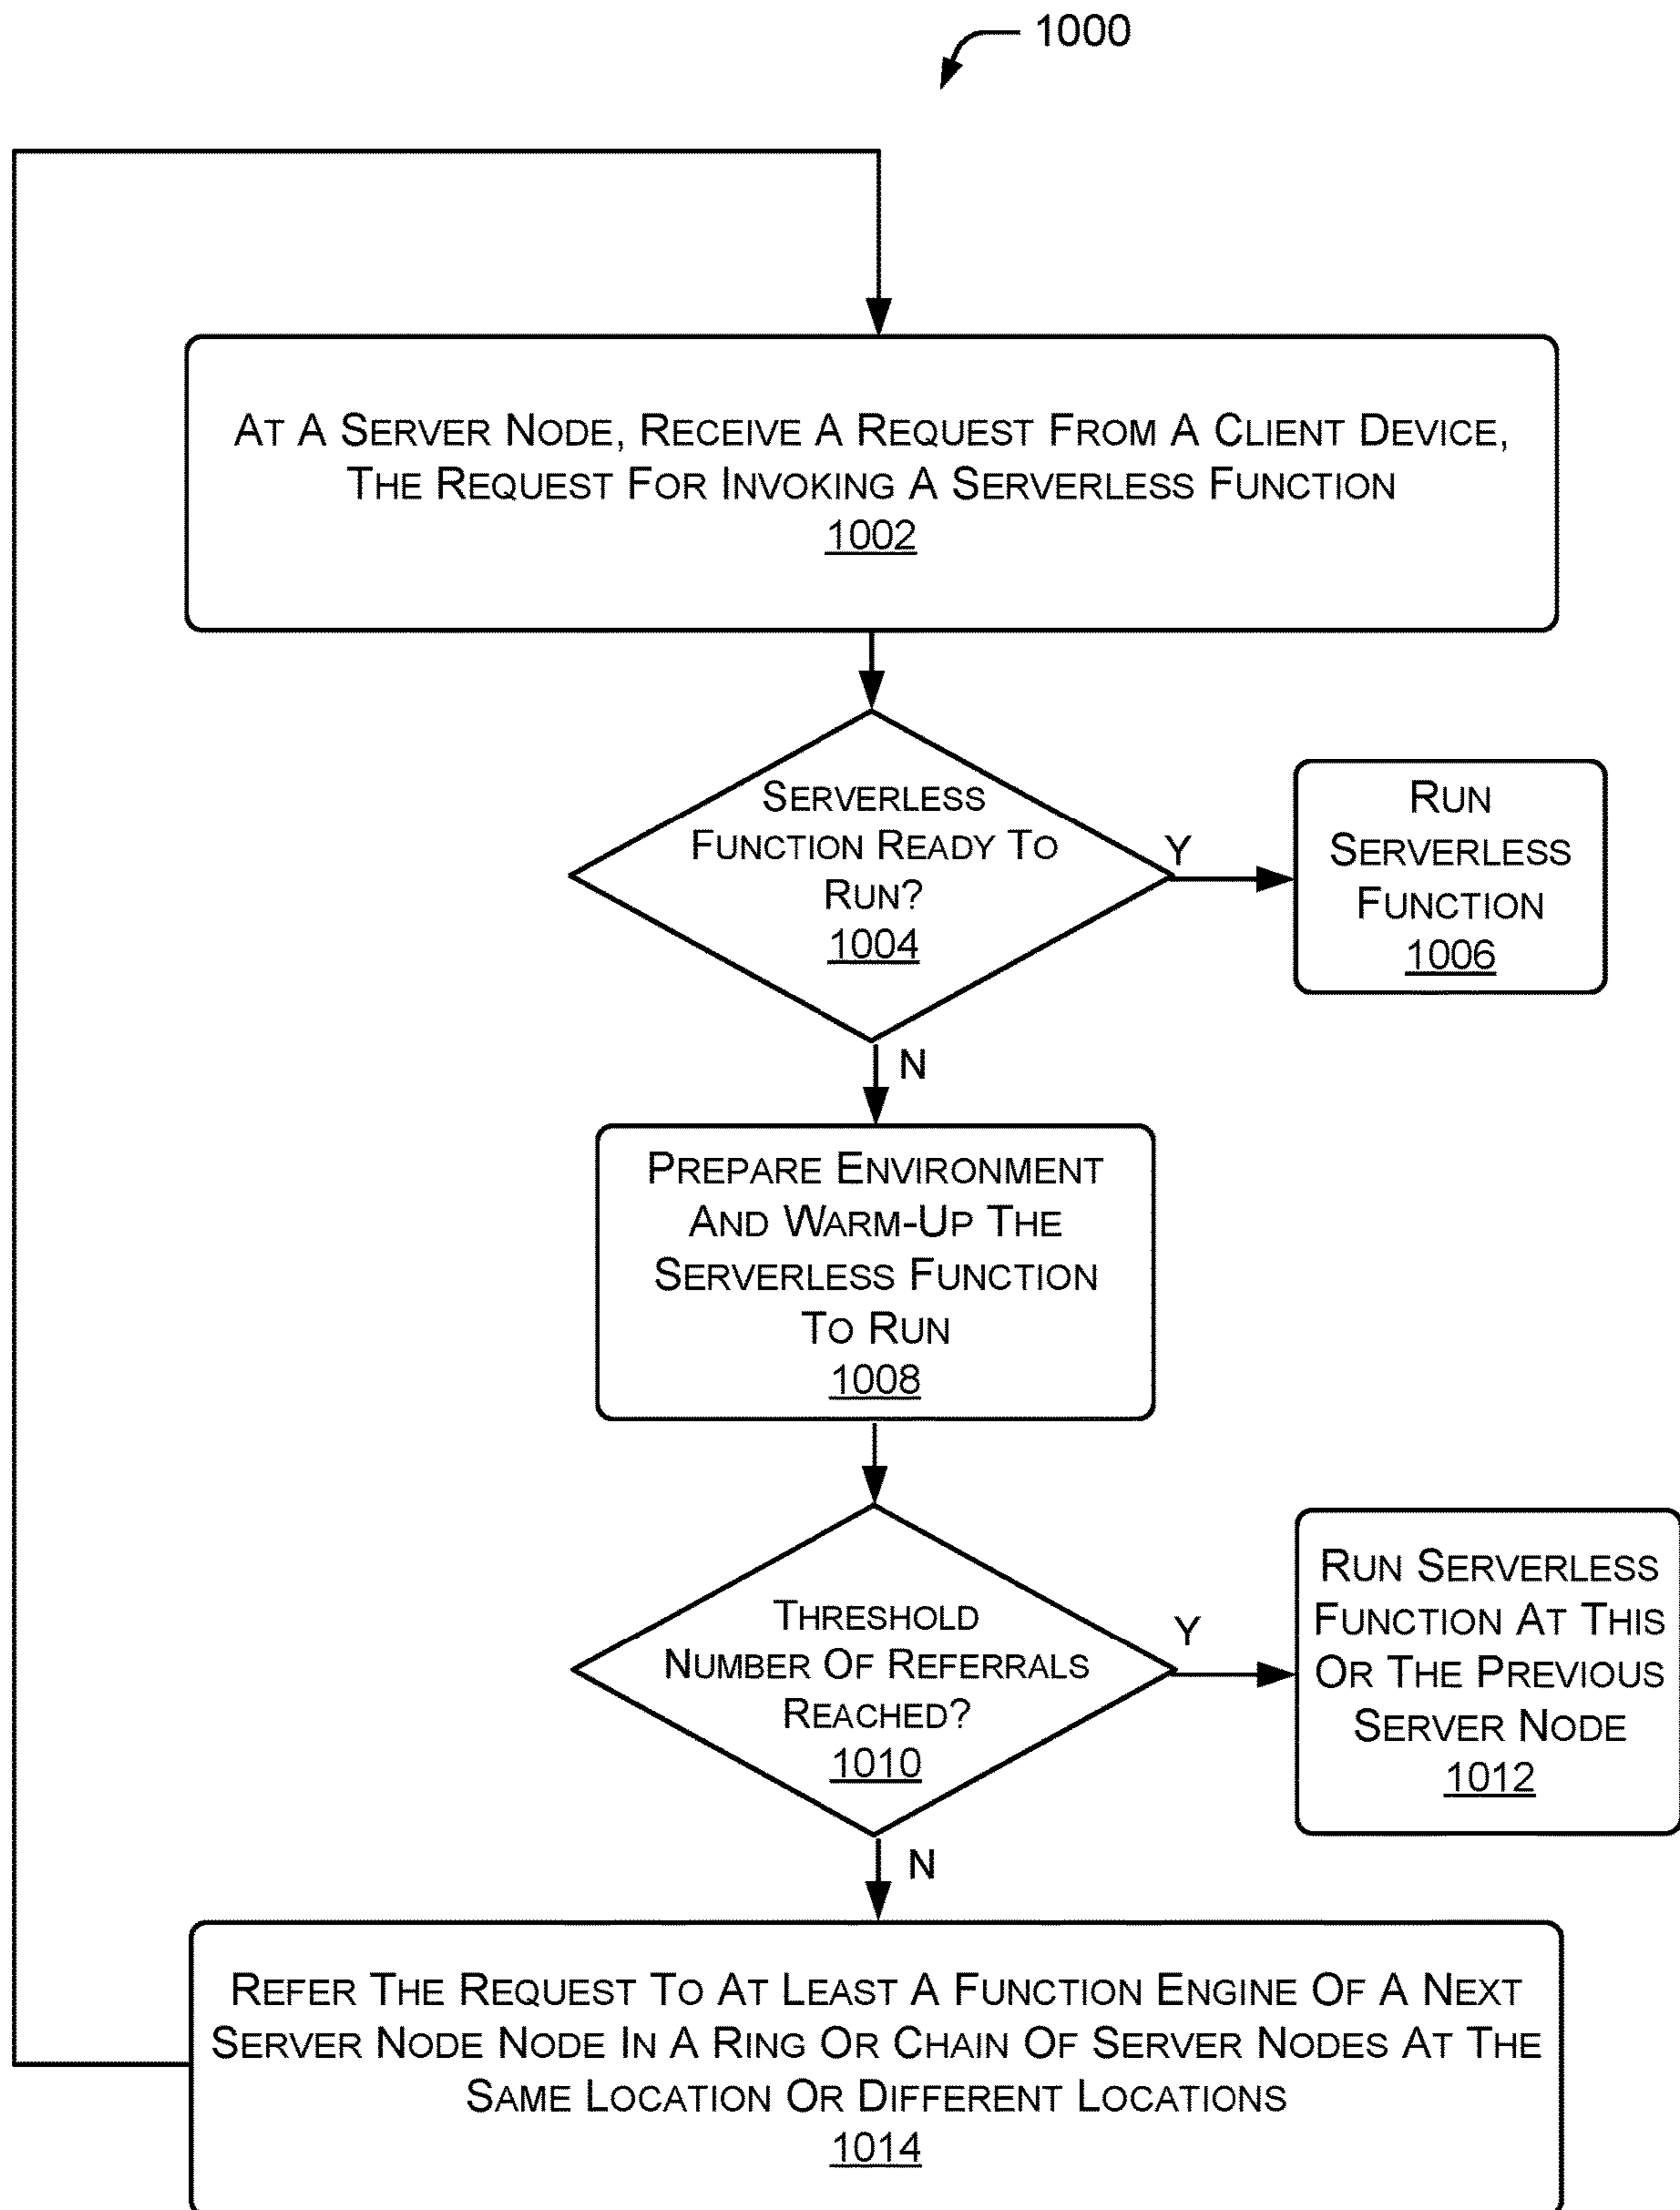 1000
AT A SERVER NODE, RECEIVE A REQUEST FROM A CLIENT DEVICE,
THE REQUEST FOR INVOKING A SERVERLESS FUNCTION
1002
SERVERLESS
FUNCTION READY TO
RUN?
1004
Y
RUN
SERVERLESS
FUNCTION
1006
N
PREPARE ENVIRONMENT
AND WARM-UP THE
SERVERLESS FUNCTION
TO RUN
1008
THRESHOLD
NUMBER OF REFERRALS
REACHED?
1010
Y
RUN SERVERLESS
FUNCTION AT THIS
OR THE PREVIOUS
SERVER NODE
1012
N
REFER THE REQUEST TO AT LEAST A FUNCTION ENGINE OF A NEXT
SERVER NODE NODE IN A RING OR CHAIN OF SERVER NODES AT THE
SAME LOCATION OR DIFFERENT LOCATIONS
1014